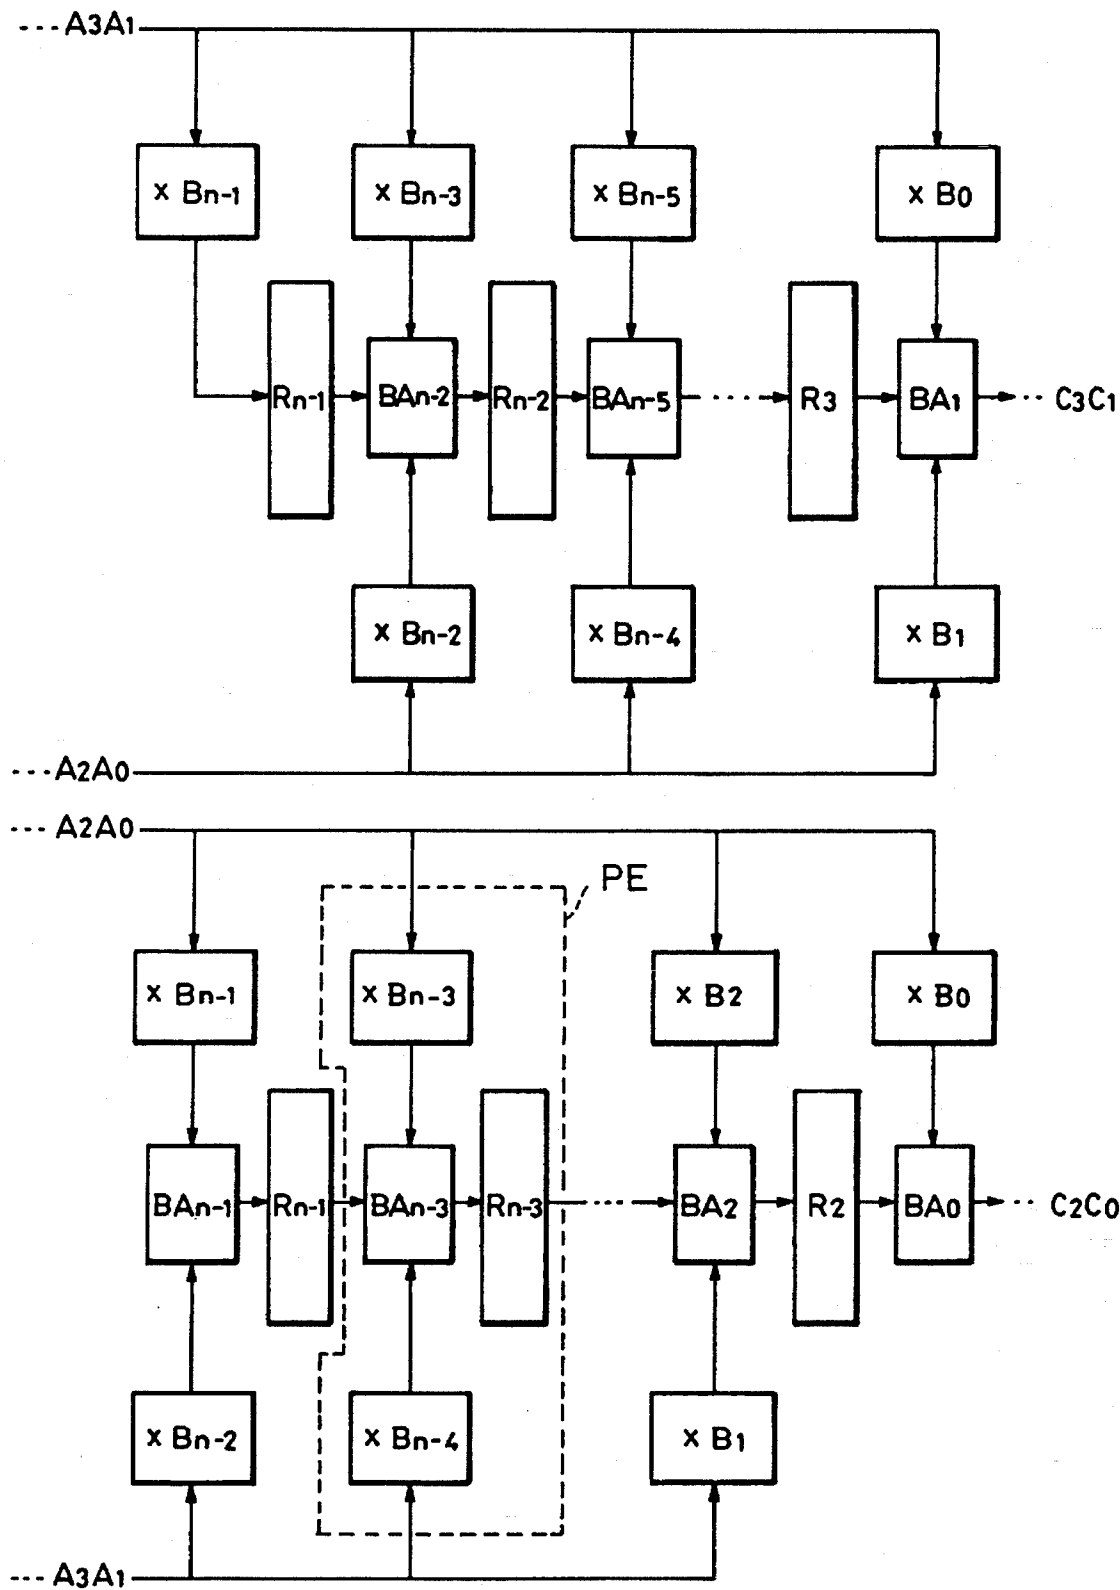 --- A3A1
× Bn-1 × Bn-3 × Bn-5 × B0
Rn-1 BAn-2 Rn-2 BAn-5 ... R3 BA1 ·· C3C1
× Bn-2 × Bn-4 × B1
--- A2A0
--- A2A0
PE
× Bn-1 × Bn-3 × B2 × B0
BAn-1 Rn-1 BAn-3 Rn-3 ... BA2 R2 BA0 ·· C2C0
× Bn-2 × Bn-4 × B1
--- A3A1